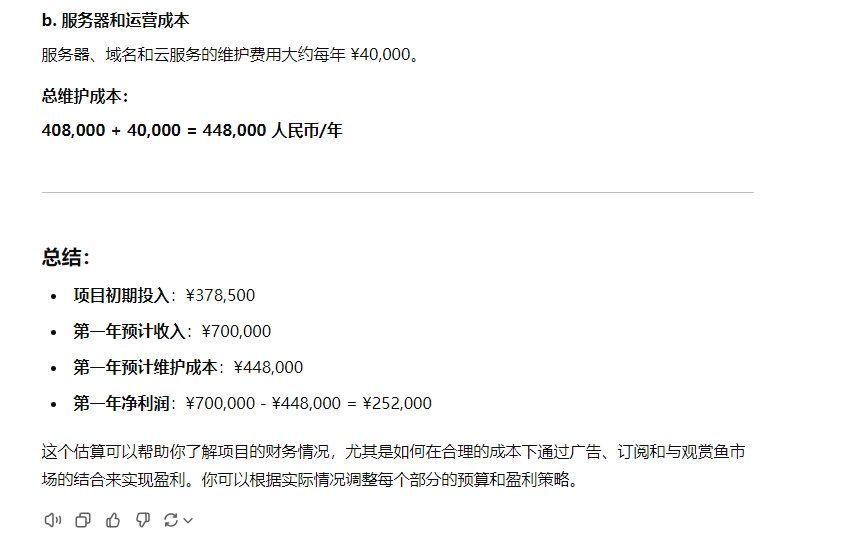 b. 服务器和运营成本
服务器、域名和云服务的维护费用大约每年 ¥40,000。
总维护成本：
408,000 + 40,000 = 448,000 人民币/年
总结：
• 项目初期投入：¥378,500
• 第一年预计收入：¥700,000
• 第一年预计维护成本：¥448,000
• 第一年净利润：¥700,000 - ¥448,000 = ¥252,000
这个估算可以帮助你了解项目的财务情况，尤其是如何在合理的成本下通过广告、订阅和与观赏鱼市
场的结合来实现盈利。你可以根据实际情况调整每个部分的预算和盈利策略。